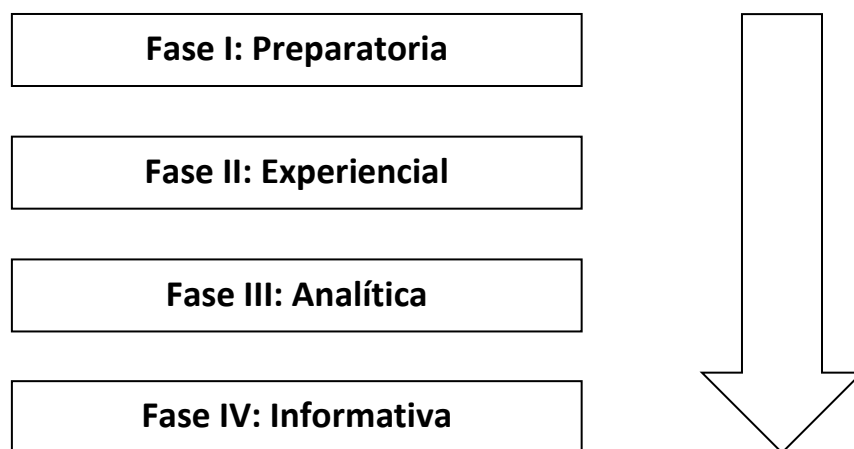 Fase I: Preparatoria
Fase II: Experiencial
Fase III: Analítica
Fase IV: Informativa